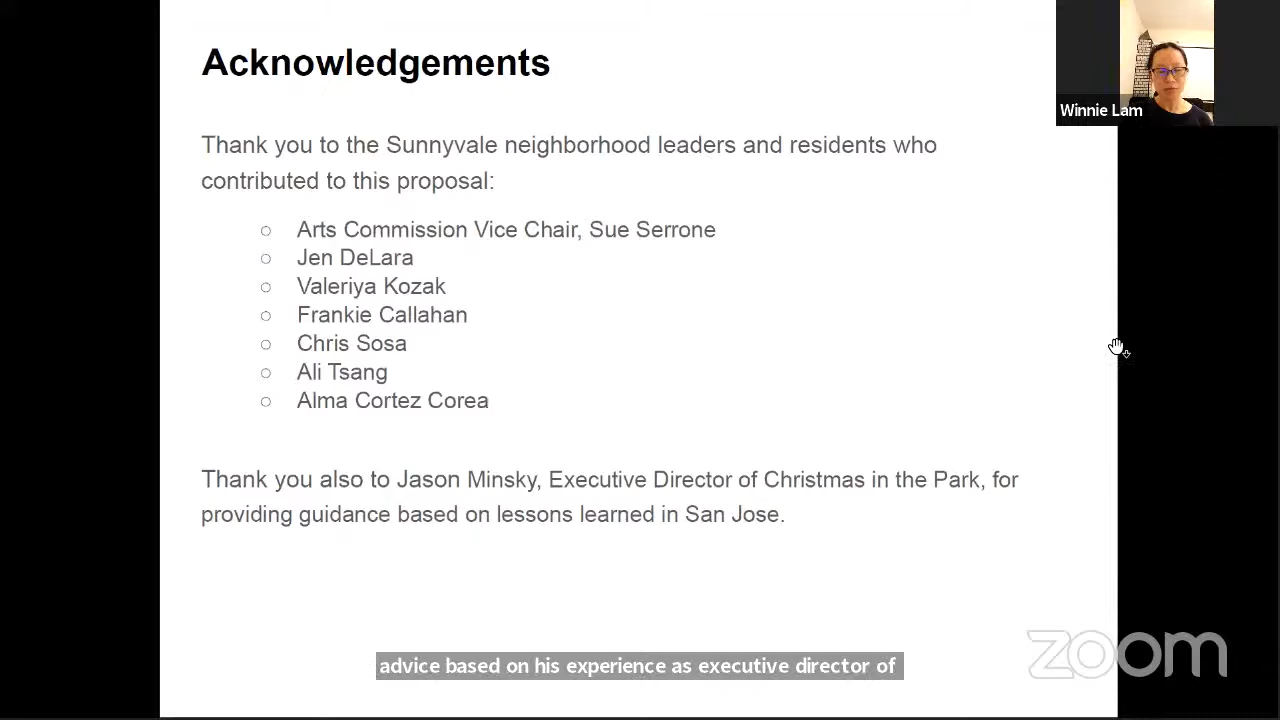 Acknowledgements
Winnie Lam
Thank you to the Sunnyvale neighborhood leaders and residents who
contributed to this proposal:
○ Arts Commission Vice Chair, Sue Serrone
○ Jen DeLara
○ Valeriya Kozak
○ Frankie Callahan
○ Chris Sosa
○ Ali Tsang
○ Alma Cortez Corea
Thank you also to Jason Minsky, Executive Director of Christmas in the Park, for
providing guidance based on lessons learned in San Jose.
advice based on his experience as executive director of
zoom